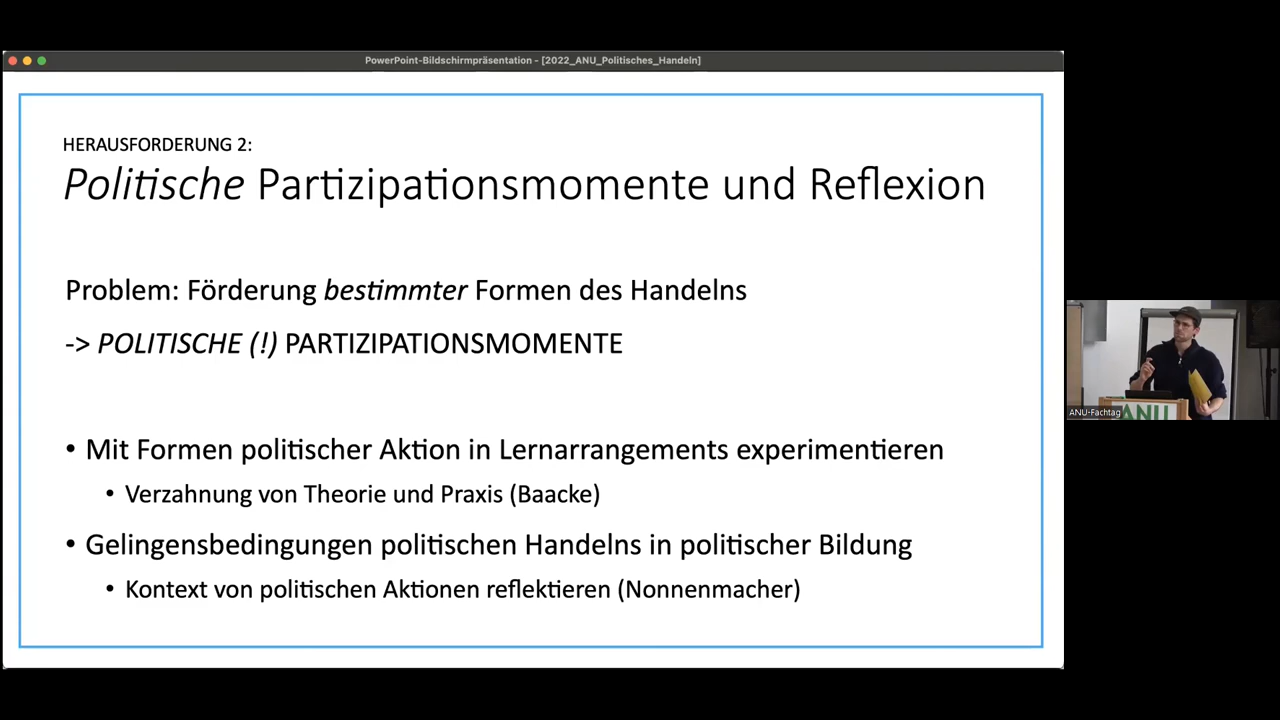 PowerPoint-Bildschirmpräsentation - [2022_ANU_Politisches_Handeln]
HERAUSFORDERUNG 2:
Politische Partizipationsmomente und Reflexion
Problem: Förderung bestimmter Formen des Handelns
-> POLITISCHE (!) PARTIZIPATIONSMOMENTE
• Mit Formen politischer Aktion in Lernarrangements experimentieren
• Verzahnung von Theorie und Praxis (Baacke)
• Gelingensbedingungen politischen Handelns in politischer Bildung
• Kontext von politischen Aktionen reflektieren (Nonnenmacher)
ANU-Fachtag
ANU